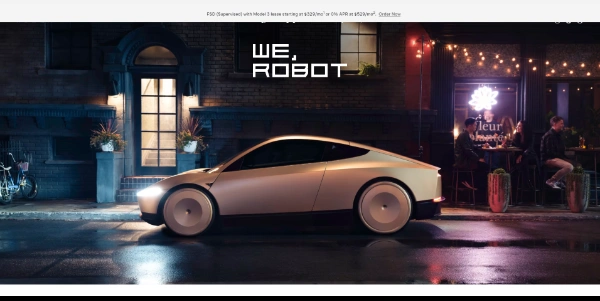 FSD (Supervised) with Model 3 lease starting at $329/mo¹ or 0% APR at $529/mo². Order Now
WE,
ROBOT
fleur